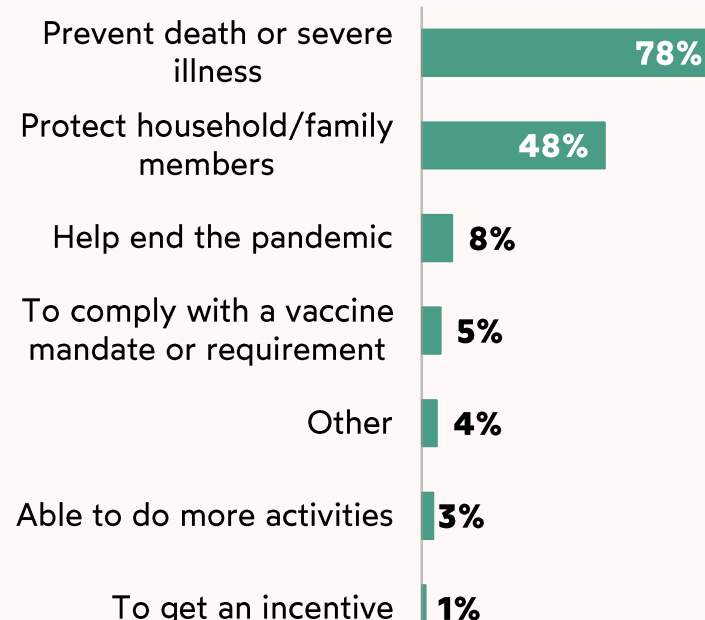 Prevent death or severe
illness
78%
Protect household/family
members
48%
Help end the pandemic
8%
To comply with a vaccine
mandate or requirement
5%
Other
4%
Able to do more activities
3%
To get an incentive
1%